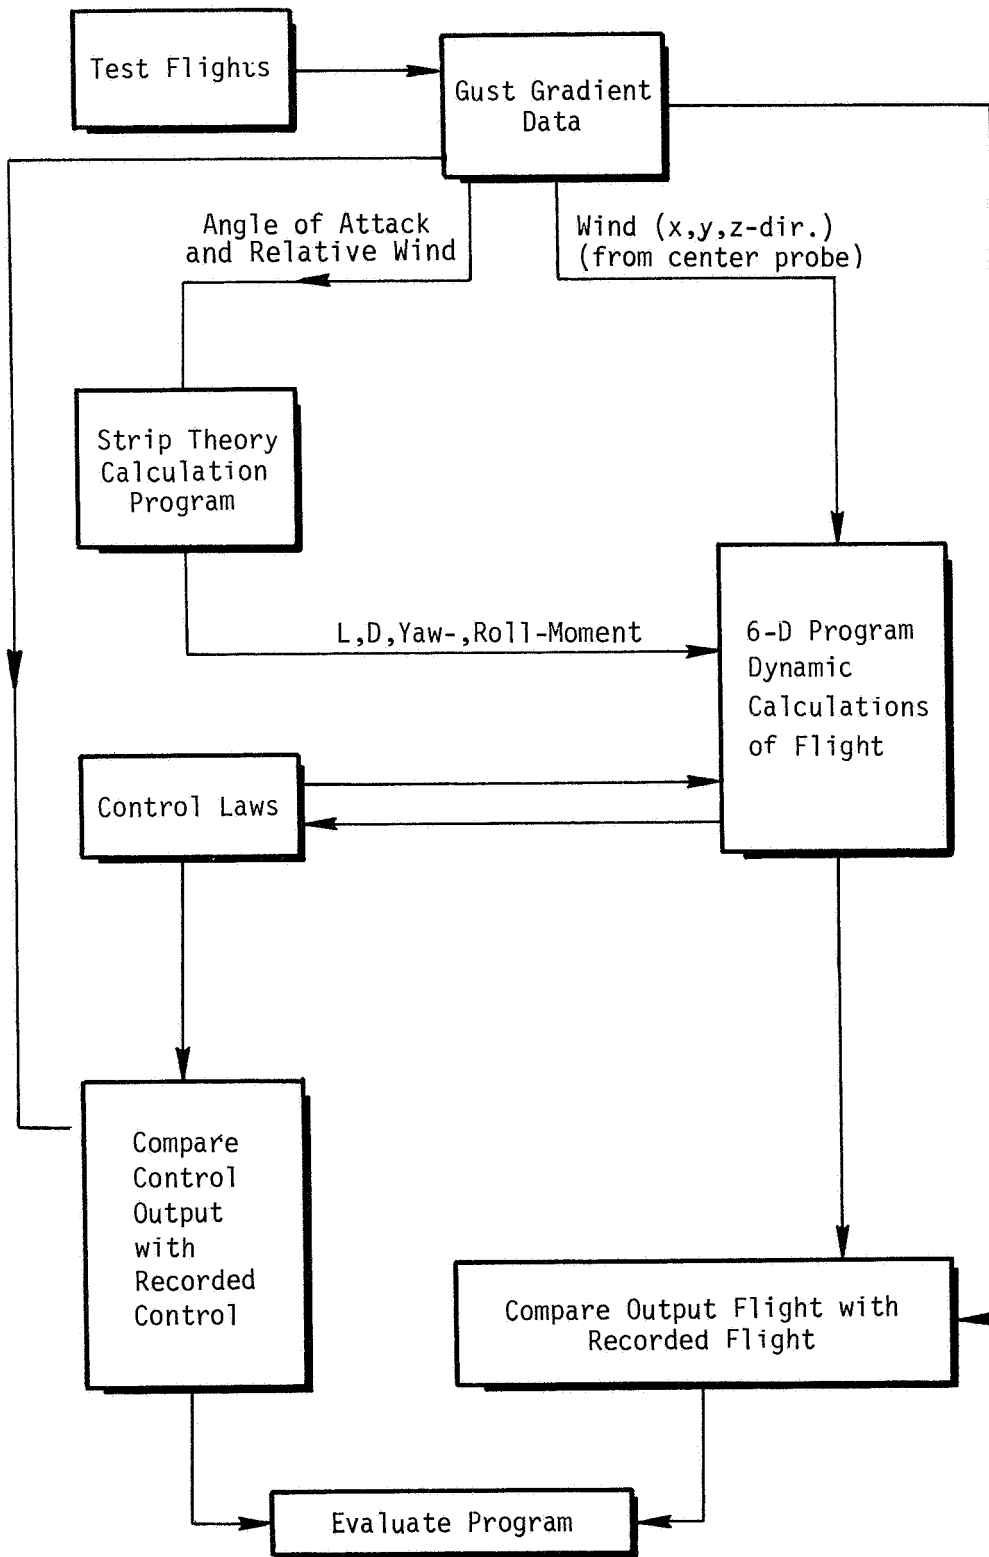 Test Flights
Gust Gradient
Data
Angle of Attack
and Relative Wind
Wind (x,y,z-dir.)
(from center probe)
Strip Theory
Calculation
Program
L,D,Yaw-,Roll-Moment
6-D Program
Dynamic
Calculations
of Flight
Control Laws
Compare
Control
Output
with
Recorded
Control
Compare Output Flight with
Recorded Flight
Evaluate Program